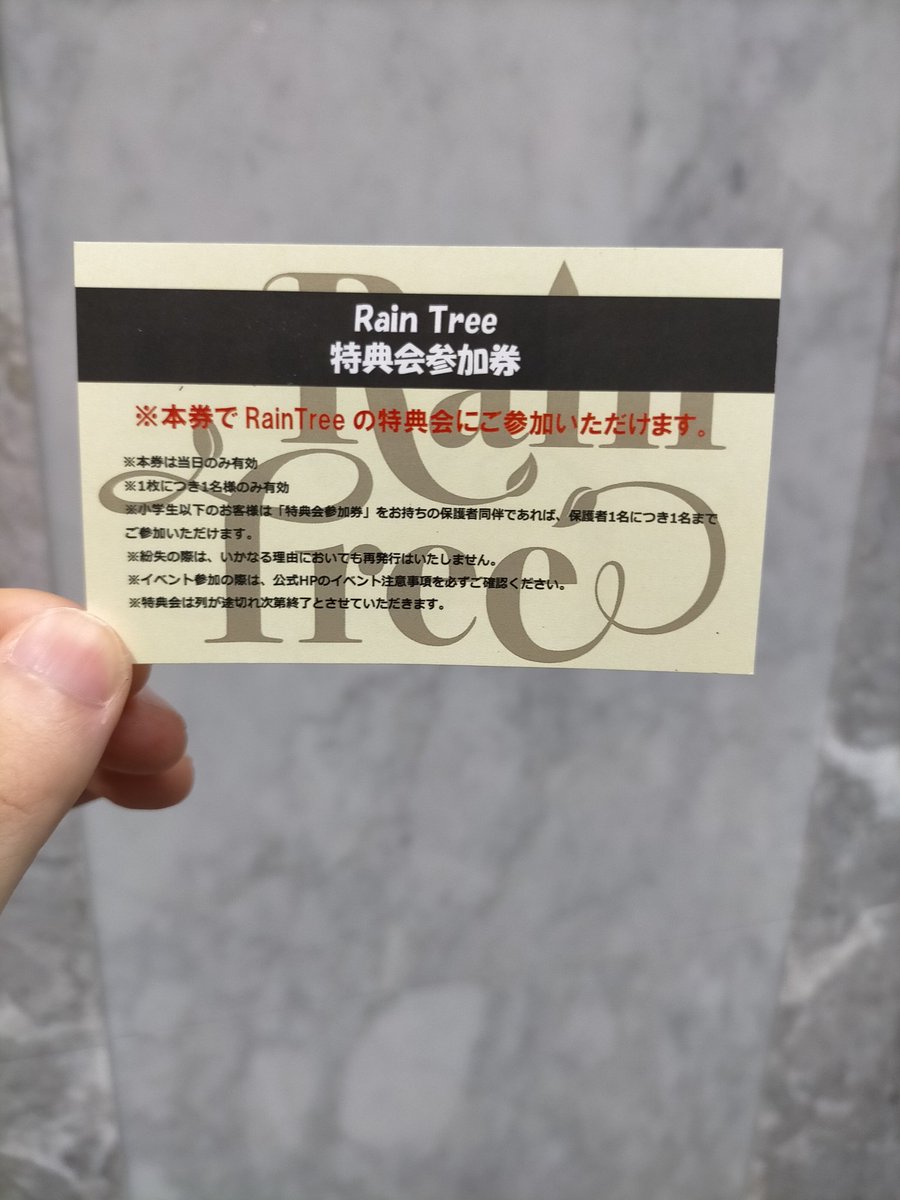 Rain Tree
特典会参加券
※本券で RainTree の特典会にご参加いただけます。
※本券は当日のみ有効
※1枚につき1名様のみ有効
※小学生以下のお客様は「特典会参加券」をお持ちの保護者同伴であれば、保護者1名につき1名まで
ご参加いただけます。
※紛失の際は、いかなる理由においても再発行はいたしません。
※イベント参加の際は、公式HPのイベント注意事項を必ずご確認ください。
※特典会は列が途切れ次第終了とさせていただきます。
Rain
Tree